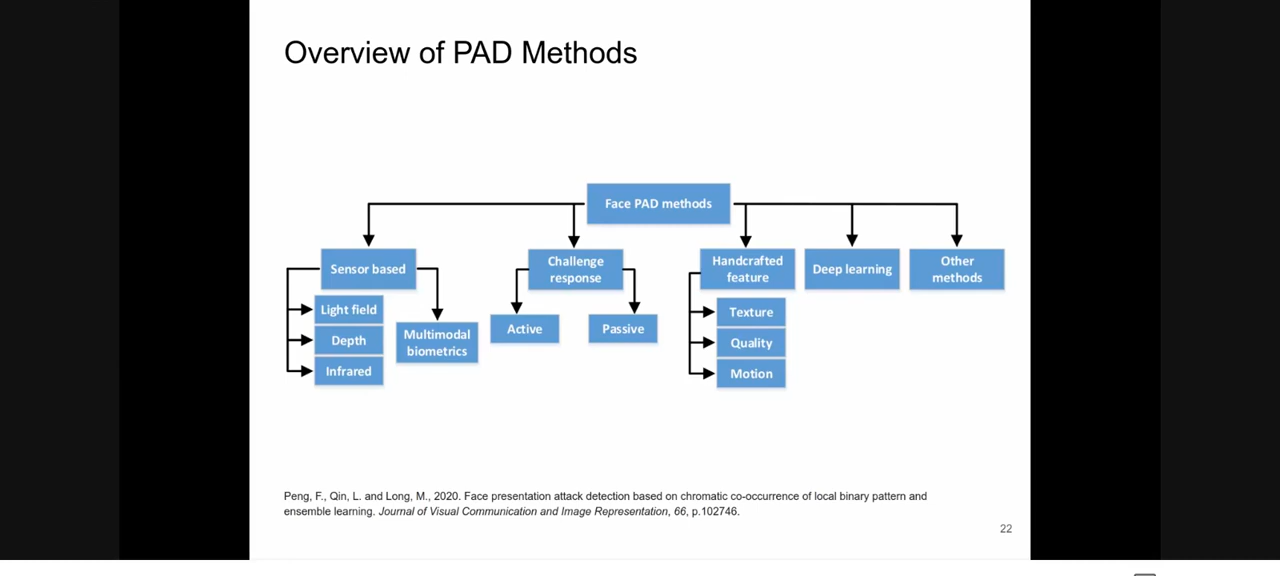 Overview of PAD Methods
Face PAD methods
Sensor based
Challenge
response
Handcrafted
feature
Deep learning
Other
methods
Light field
Depth
Infrared
Multimodal
biometrics
Active
Passive
Texture
Quality
Motion
Peng, F., Qin, L. and Long, M., 2020. Face presentation attack detection based on chromatic co-occurrence of local binary pattern and
ensemble learning. Journal of Visual Communication and Image Representation, 66, p.102746.
22